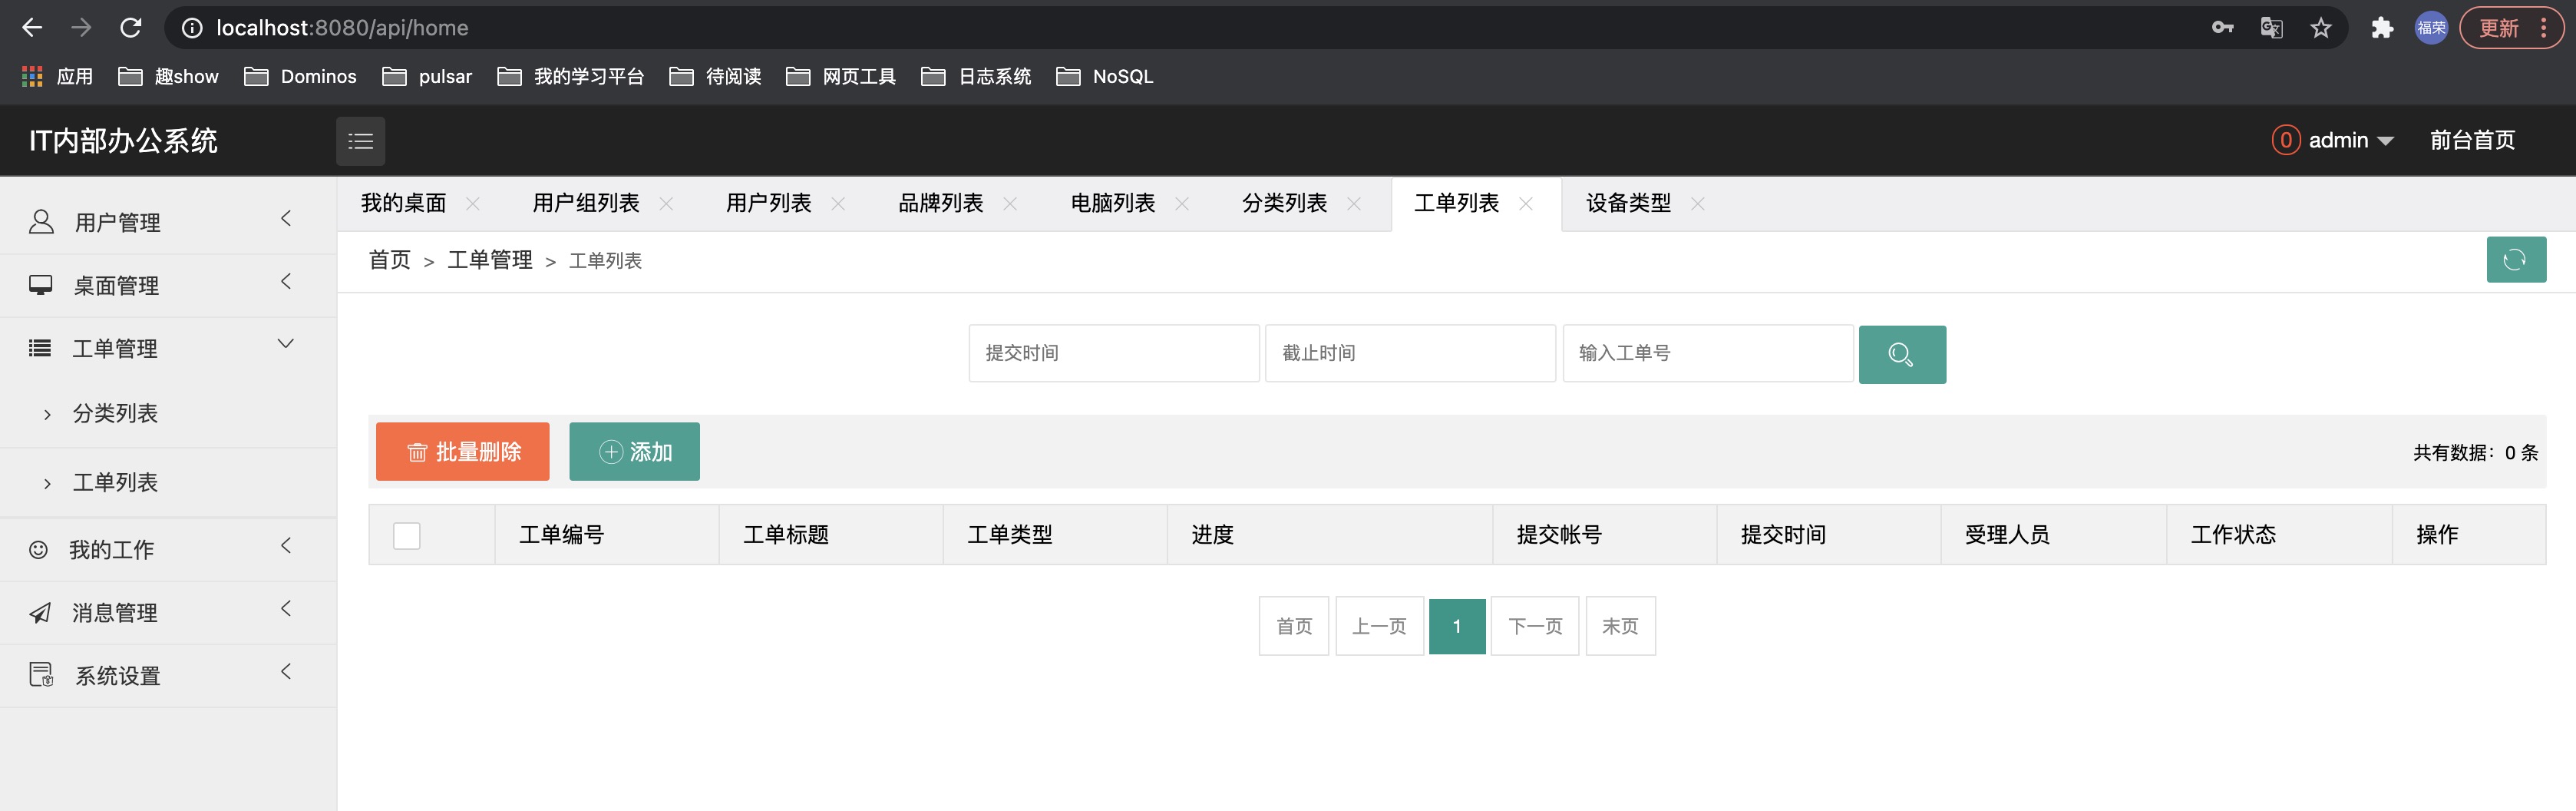 localhost:8080/api/home
福荣
更新
应用
趣show
Dominos
pulsar
我的学习平台
待阅读
网页工具
日志系统
NoSQL
IT内部办公系统
0
admin
前台首页
用户管理
桌面管理
工单管理
分类列表
工单列表
我的工作
消息管理
系统设置
我的桌面
用户组列表
用户列表
品牌列表
电脑列表
分类列表
工单列表
设备类型
首页 > 工单管理 > 工单列表
提交时间
截止时间
输入工单号
批量删除
添加
共有数据：0 条
工单编号
工单标题
工单类型
进度
提交帐号
提交时间
受理人员
工作状态
操作
首页
上一页
1
下一页
末页